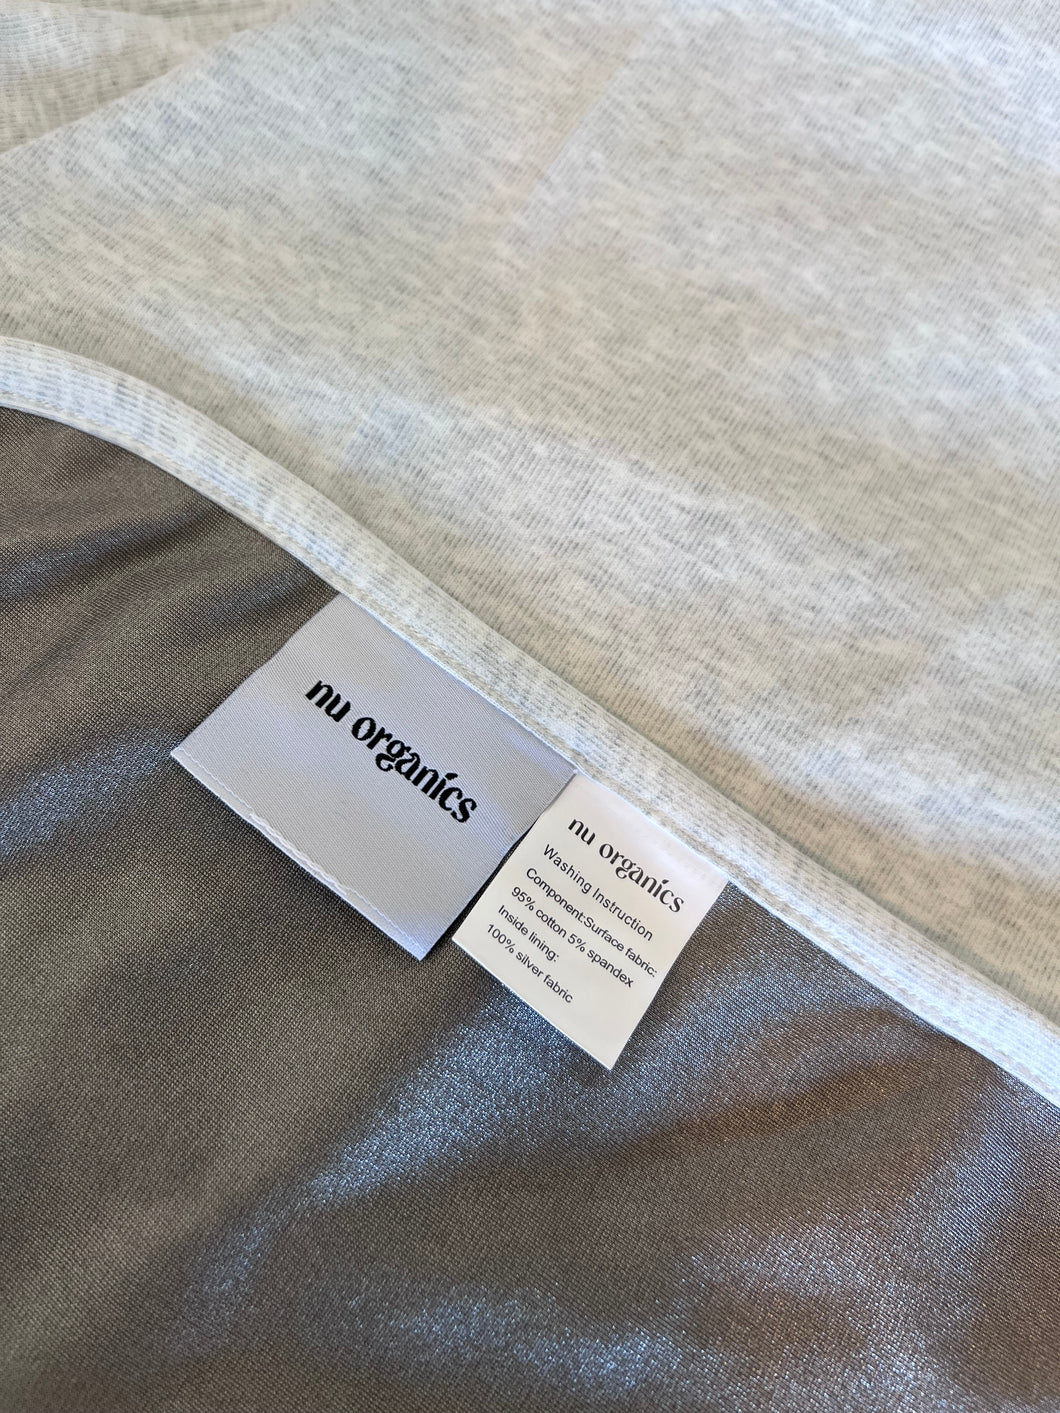 nu organics
nu organics
Washing Instruction
Component:Surface fabric:
95% cotton 5% spandex
Inside lining:
100% silver fabric